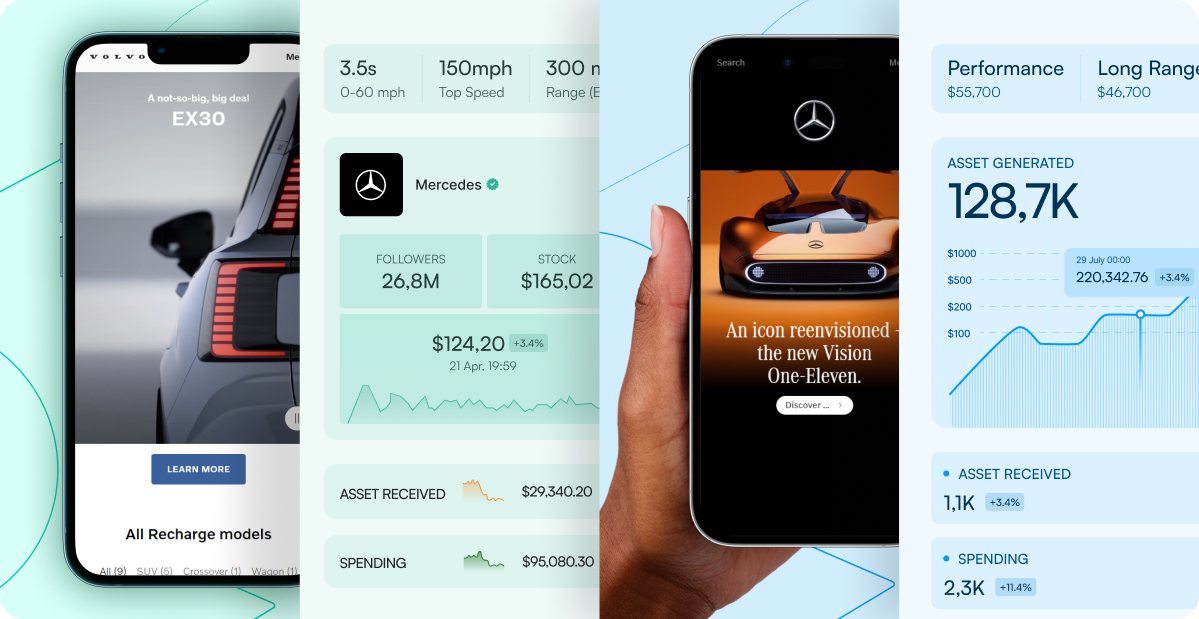 VOLVO
Me
A not-so-big, big deal
EX30
LEARN MORE
All Recharge models
All (9) SUV (5) Crossover (1) Wagon (1)
3.5s
0-60 mph
150mph
Top Speed
300 m
Range (E
Mercedes
FOLLOWERS
26,8M
STOCK
$165,02
$124,20 +3.4%
21 Apr, 19:59
ASSET RECEIVED $29,340.20
SPENDING $95,080.30
Search
Me
An icon reenvisioned -
the new Vision
One-Eleven.
Discover ...
Performance
$55,700
Long Range
$46,700
ASSET GENERATED
128,7K
$1000
$500
$200
$100
29 July 00:00
220,342.76 +3.4%
ASSET RECEIVED
1,1K +3.4%
SPENDING
2,3K +11.4%